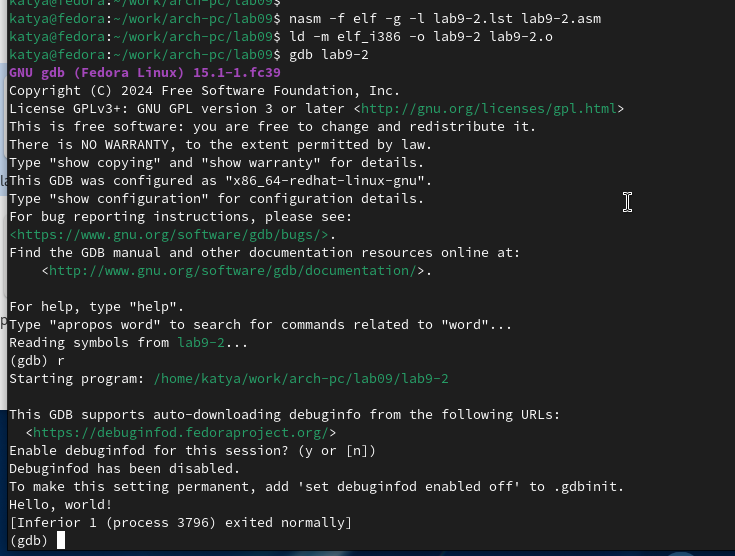 katya@fedora:~/work/arch-pc/lab09$
katya@fedora:~/work/arch-pc/lab09$ nasm -f elf -g -l lab9-2.lst lab9-2.asm
katya@fedora:~/work/arch-pc/lab09$ ld -m elf_i386 -o lab9-2 lab9-2.o
katya@fedora:~/work/arch-pc/lab09$ gdb lab9-2
GNU gdb (Fedora Linux) 15.1-1.fc39
Copyright (C) 2024 Free Software Foundation, Inc.
License GPLv3+: GNU GPL version 3 or later <http://gnu.org/licenses/gpl.html>
This is free software: you are free to change and redistribute it.
There is NO WARRANTY, to the extent permitted by law.
Type "show copying" and "show warranty" for details.
This GDB was configured as "x86_64-redhat-linux-gnu".
Type "show configuration" for configuration details.
For bug reporting instructions, please see:
<https://www.gnu.org/software/gdb/bugs/>.
Find the GDB manual and other documentation resources online at:
    <http://www.gnu.org/software/gdb/documentation/>.
For help, type "help".
Type "apropos word" to search for commands related to "word"...
Reading symbols from lab9-2...
(gdb) r
Starting program: /home/katya/work/arch-pc/lab09/lab9-2
This GDB supports auto-downloading debuginfo from the following URLs:
  <https://debuginfod.fedoraproject.org/>
Enable debuginfod for this session? (y or [n])
Debuginfod has been disabled.
To make this setting permanent, add 'set debuginfod enabled off' to .gdbinit.
Hello, world!
[Inferior 1 (process 3796) exited normally]
(gdb)